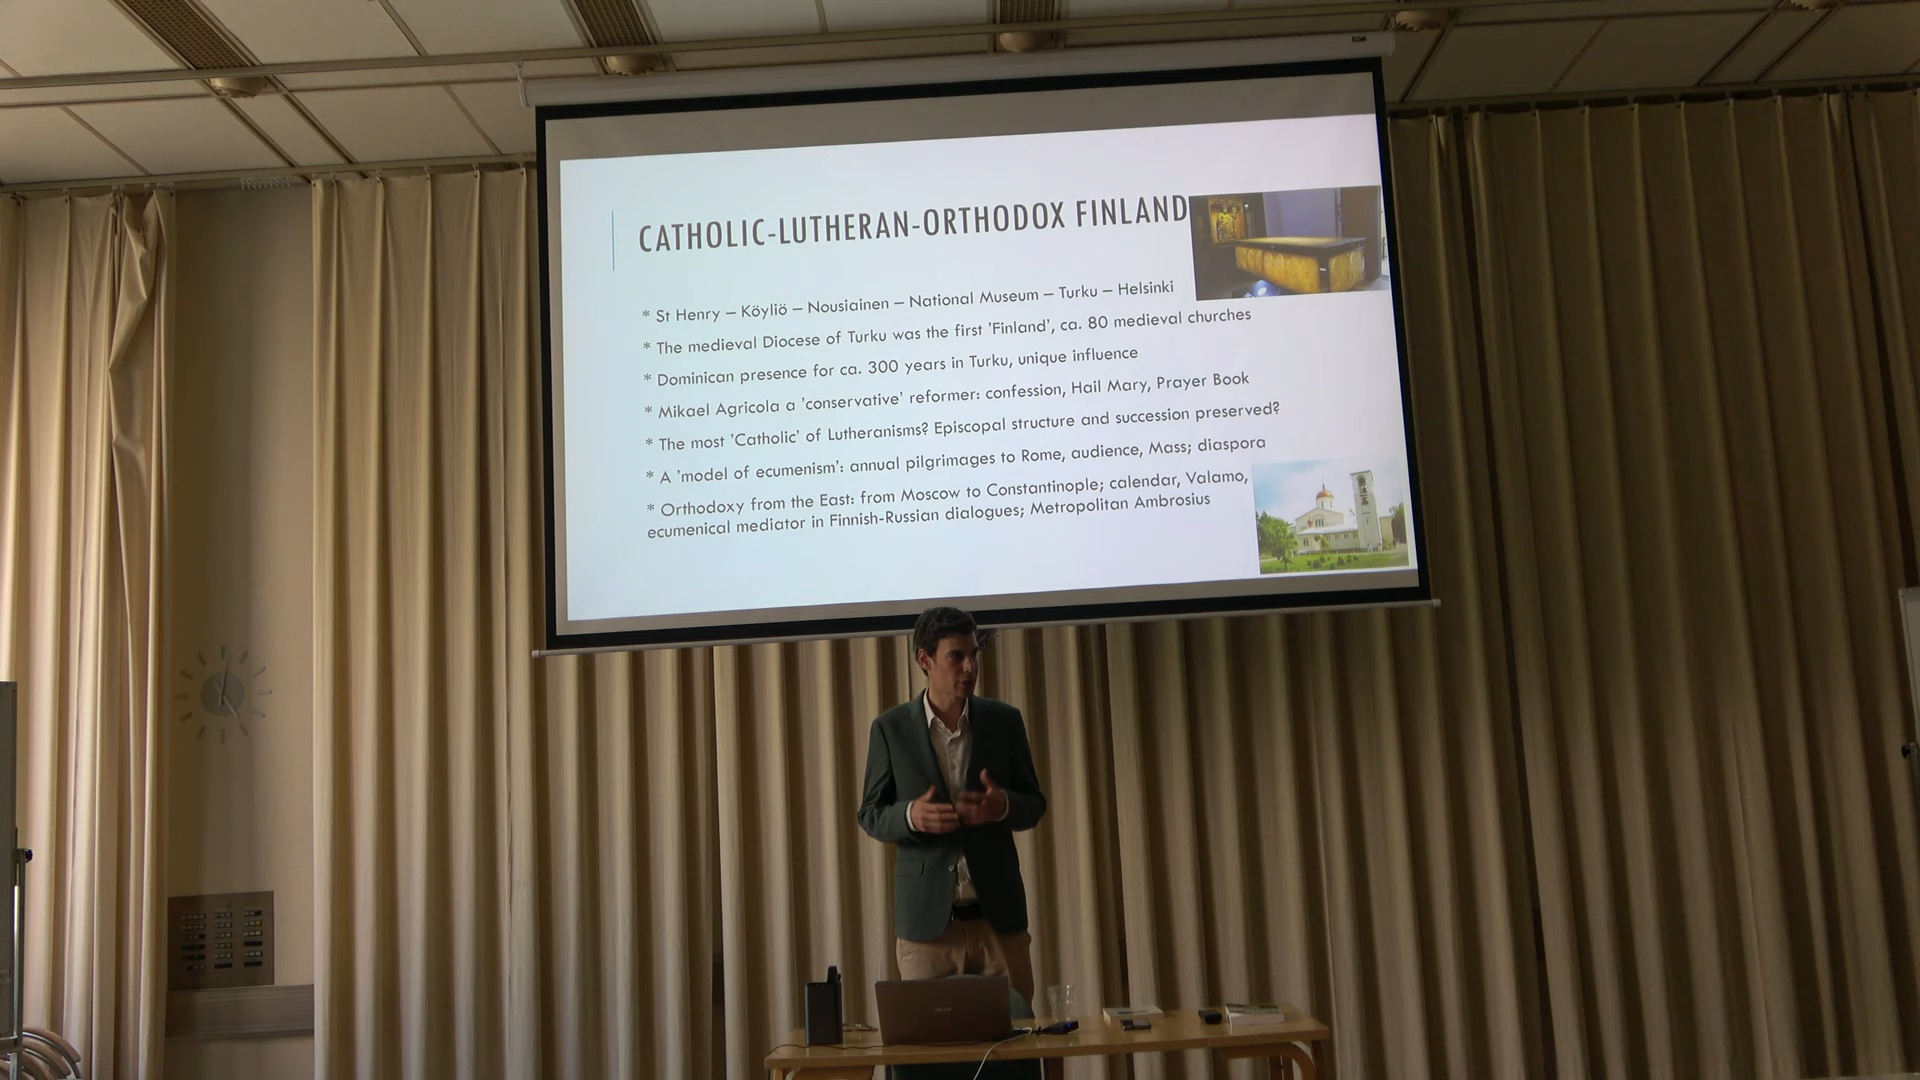 CATHOLIC-LUTHERAN-ORTHODOX FINLAND
* St Henry – Köyliö – Nousiainen – National Museum – Turku – Helsinki
* The medieval Diocese of Turku was the first ’Finland’, ca. 80 medieval churches
* Dominican presence for ca. 300 years in Turku, unique influence
* Mikael Agricola a ’conservative’ reformer: confession, Hail Mary, Prayer Book
* The most ’Catholic’ of Lutheranisms? Episcopal structure and succession preserved?
* A ’model of ecumenism’: annual pilgrimages to Rome, audience, Mass; diaspora
* Orthodoxy from the East: from Moscow to Constantinople; calendar, Valamo,
ecumenical mediator in Finnish-Russian dialogues; Metropolitan Ambrosius
acer